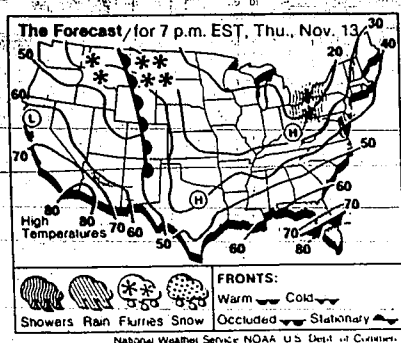 The Forecast/for 7 p.m. EST, Thu., Nov. 13
30
20
40
50
60
L
H
70
50
H
60
80
70
High
80
Temperatures
70
60
50
60
80
70
FRONTS:
Warm Cold
Showers Rain Flurries Snow
Occluded Stationary
National Weather Service NOAA U.S. Dept. of Commerce